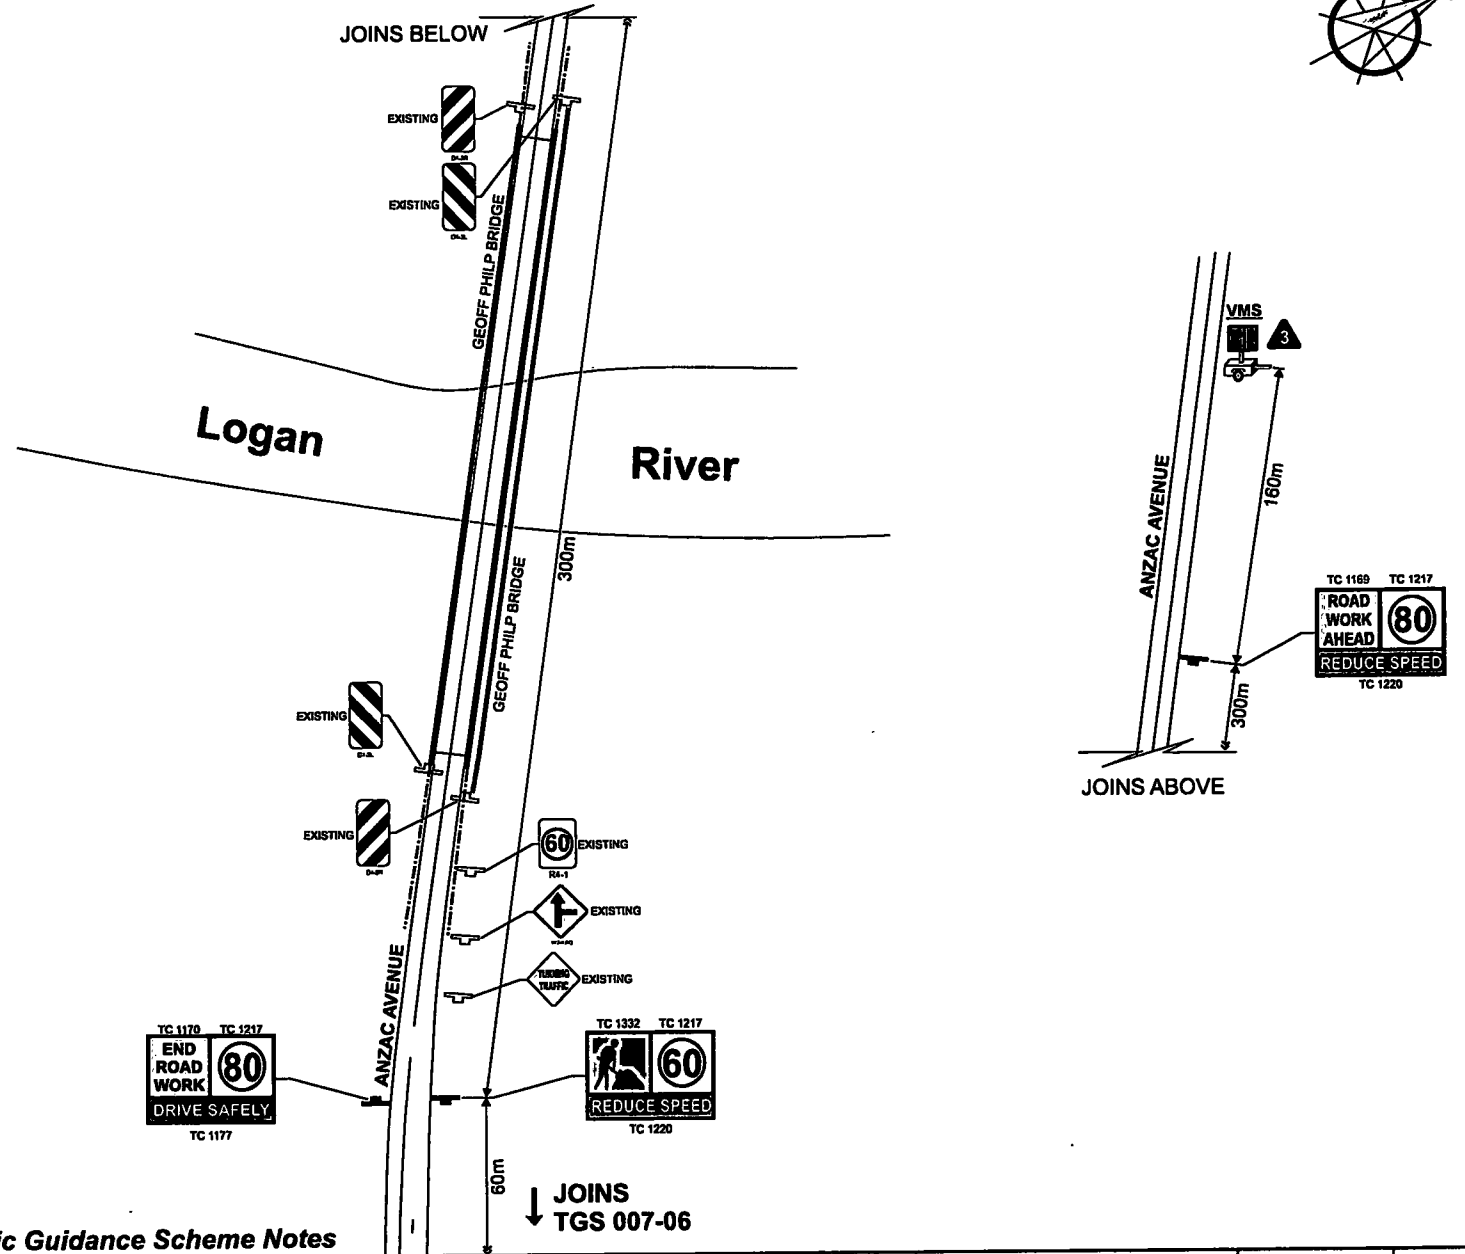 JOINS BELOW
EXISTING
EXISTING
GEOFF PHILP BRIDGE
VMS
3
Logan
River
ANZAC AVENUE
160m
300m
GEOFF PHILP BRIDGE
TC 1169 TC 1217
ROAD
WORK
AHEAD
80
REDUCE SPEED
TC 1220
300m
JOINS ABOVE
EXISTING
EXISTING
60
EXISTING
R4-1
EXISTING
TRAFFIC
EXISTING
ANZAC AVENUE
TC 1170 TC 1217
END
ROAD
WORK
80
DRIVE SAFELY
TC 1177
TC 1332 TC 1217
60
REDUCE SPEED
TC 1220
60m
JOINS
TGS 007-06
ic Guidance Scheme Notes